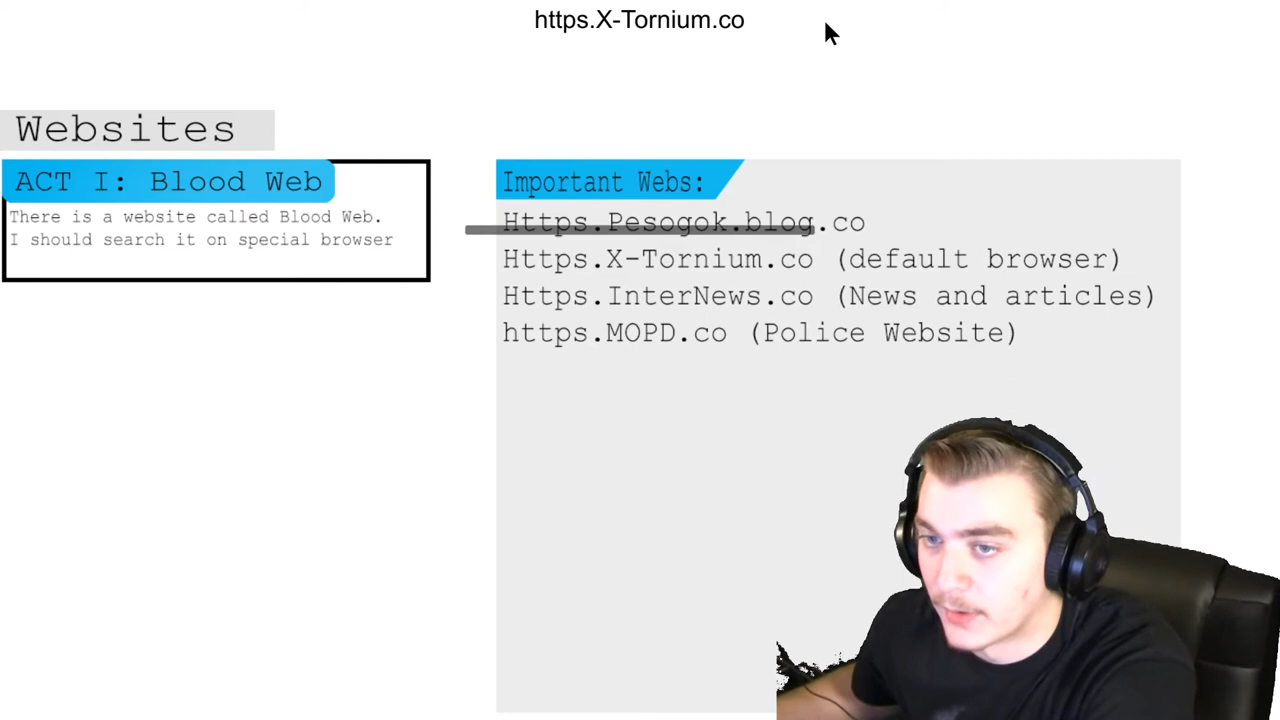 https.X-Tornium.co
Websites
ACT I: Blood Web
There is a website called Blood Web.
I should search it on special browser
Important Webs:
Https.Pesogok.blog.co
Https.X-Tornium.co (default browser)
Https.InterNews.co (News and articles)
https.MOPD.co (Police Website)